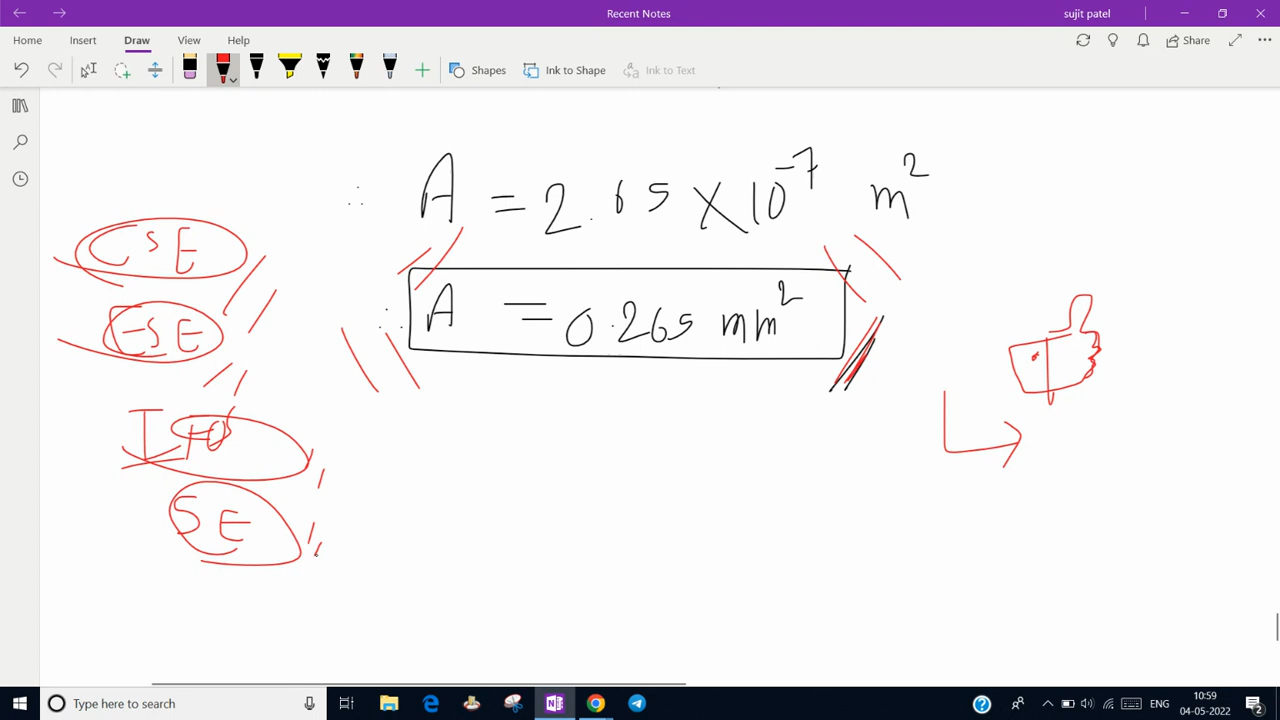 Recent Notes
sujit patel
Home Insert Draw View Help
Share
Shapes Ink to Shape Ink to Text
∴ A = 2.65 X 10⁻⁷ m²
∴ A = 0.265 mm²
CSE
ESE
SE
Type here to search
ENG
10:59
04-05-2022
2